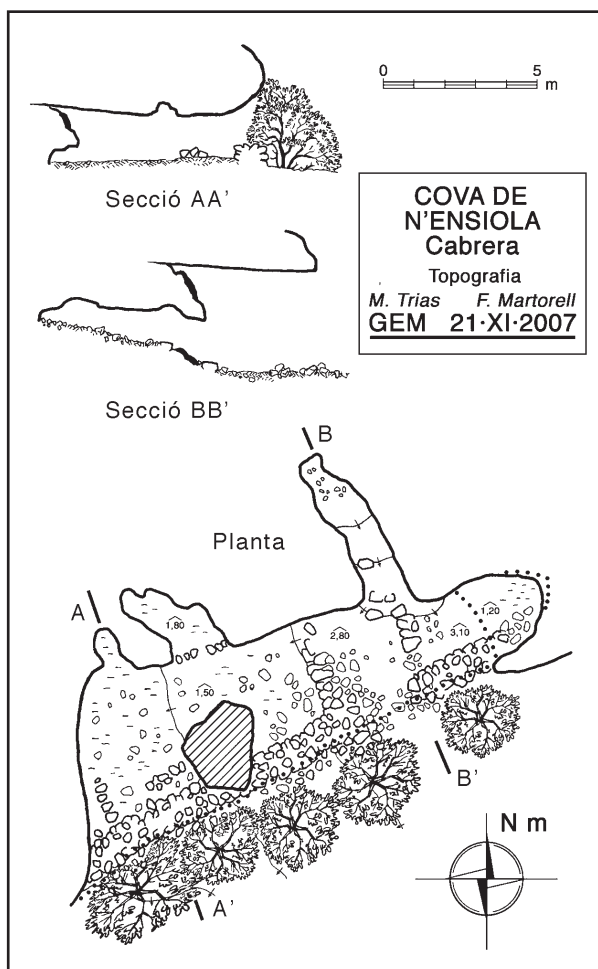 0 5
m
Secció AA'
COVA DE
N'ENSIOLA
Cabrera
Topografia
M. Trias F. Martorell
GEM 21·XI·2007
Secció BB'
B
Planta
A
1,80
2,80
1,20
3,10
1,50
B'
N m
A'